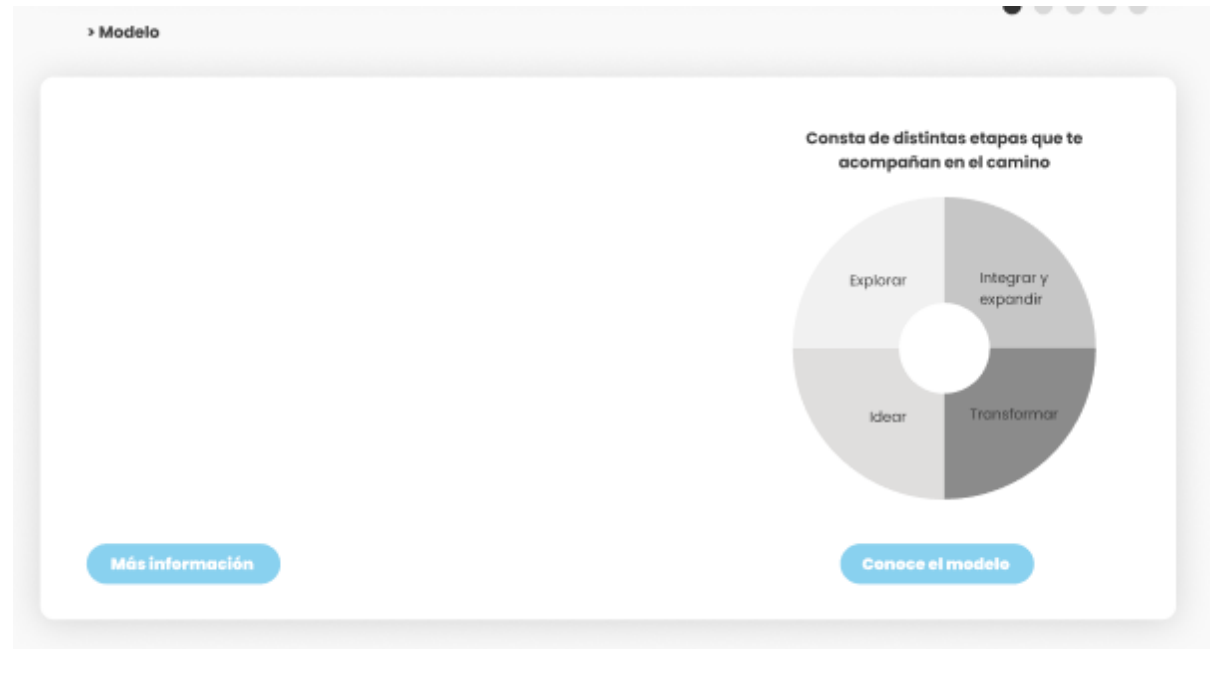 > Modelo
Consta de distintas etapas que te
acompañan en el camino
Explorar
Integrar y
expandir
Idear
Transformar
Más información
Conoce el modelo